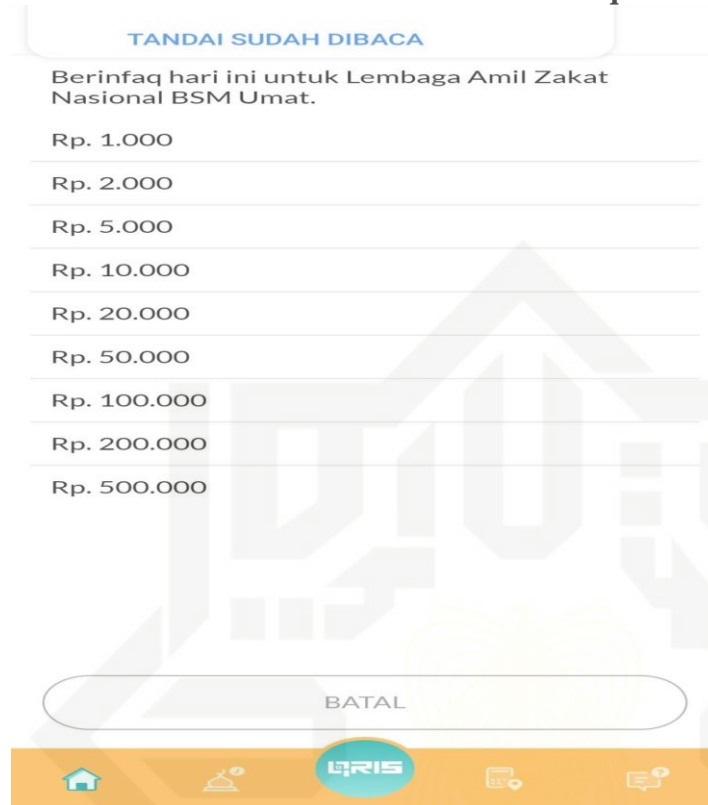 TANDAI SUDAH DIBACA
Berinfaq hari ini untuk Lembaga Amil Zakat
Nasional BSM Umat.
Rp. 1.000
Rp. 2.000
Rp. 5.000
Rp. 10.000
Rp. 20.000
Rp. 50.000
Rp. 100.000
Rp. 200.000
Rp. 500.000
BATAL
QRIS